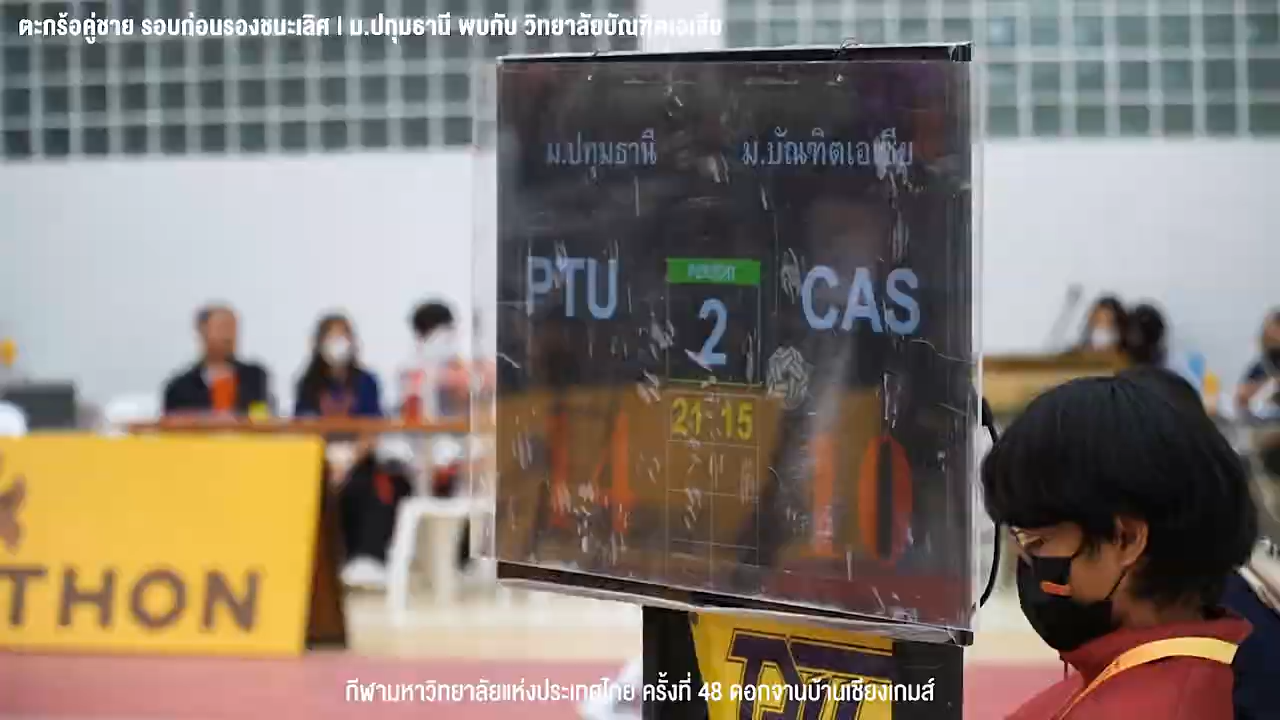 ตะกร้อคู่ชาย รอบก่อนรองชนะเลิศ | ม.ปทุมธานี พบกับ วิทยาลัยบัณฑิตเอเซีย
ม.ปทุมธานี
ม.บัณฑิตเอเซีย
PTU
PERIOD
CAS
2
21 15
14
10
THON
กีฬามหาวิทยาลัยแห่งประเทศไทย ครั้งที่ 48 ดอกจานบ้านเชียงเกมส์